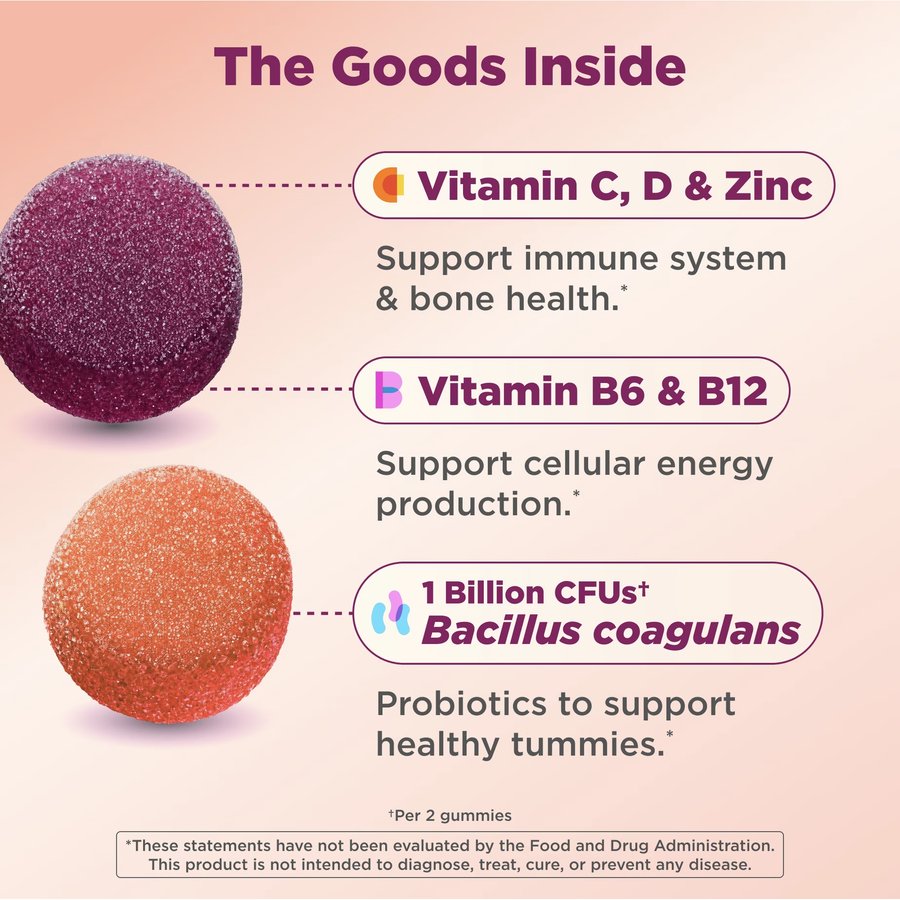 The Goods Inside
Vitamin C, D & Zinc
Support immune system
& bone health.*
Vitamin B6 & B12
Support cellular energy
production.*
1 Billion CFUs†
Bacillus coagulans
Probiotics to support
healthy tummies.*
†Per 2 gummies
*These statements have not been evaluated by the Food and Drug Administration.
This product is not intended to diagnose, treat, cure, or prevent any disease.